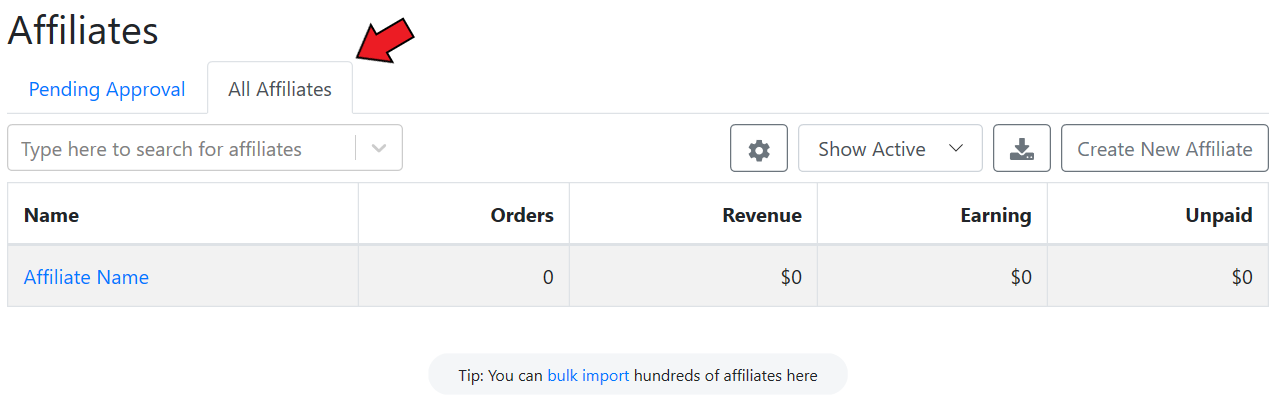 Affiliates
Pending Approval All Affiliates
Type here to search for affiliates Show Active Create New Affiliate
Name Orders Revenue Earning Unpaid
Affiliate Name 0 $0 $0 $0
Tip: You can bulk import hundreds of affiliates here